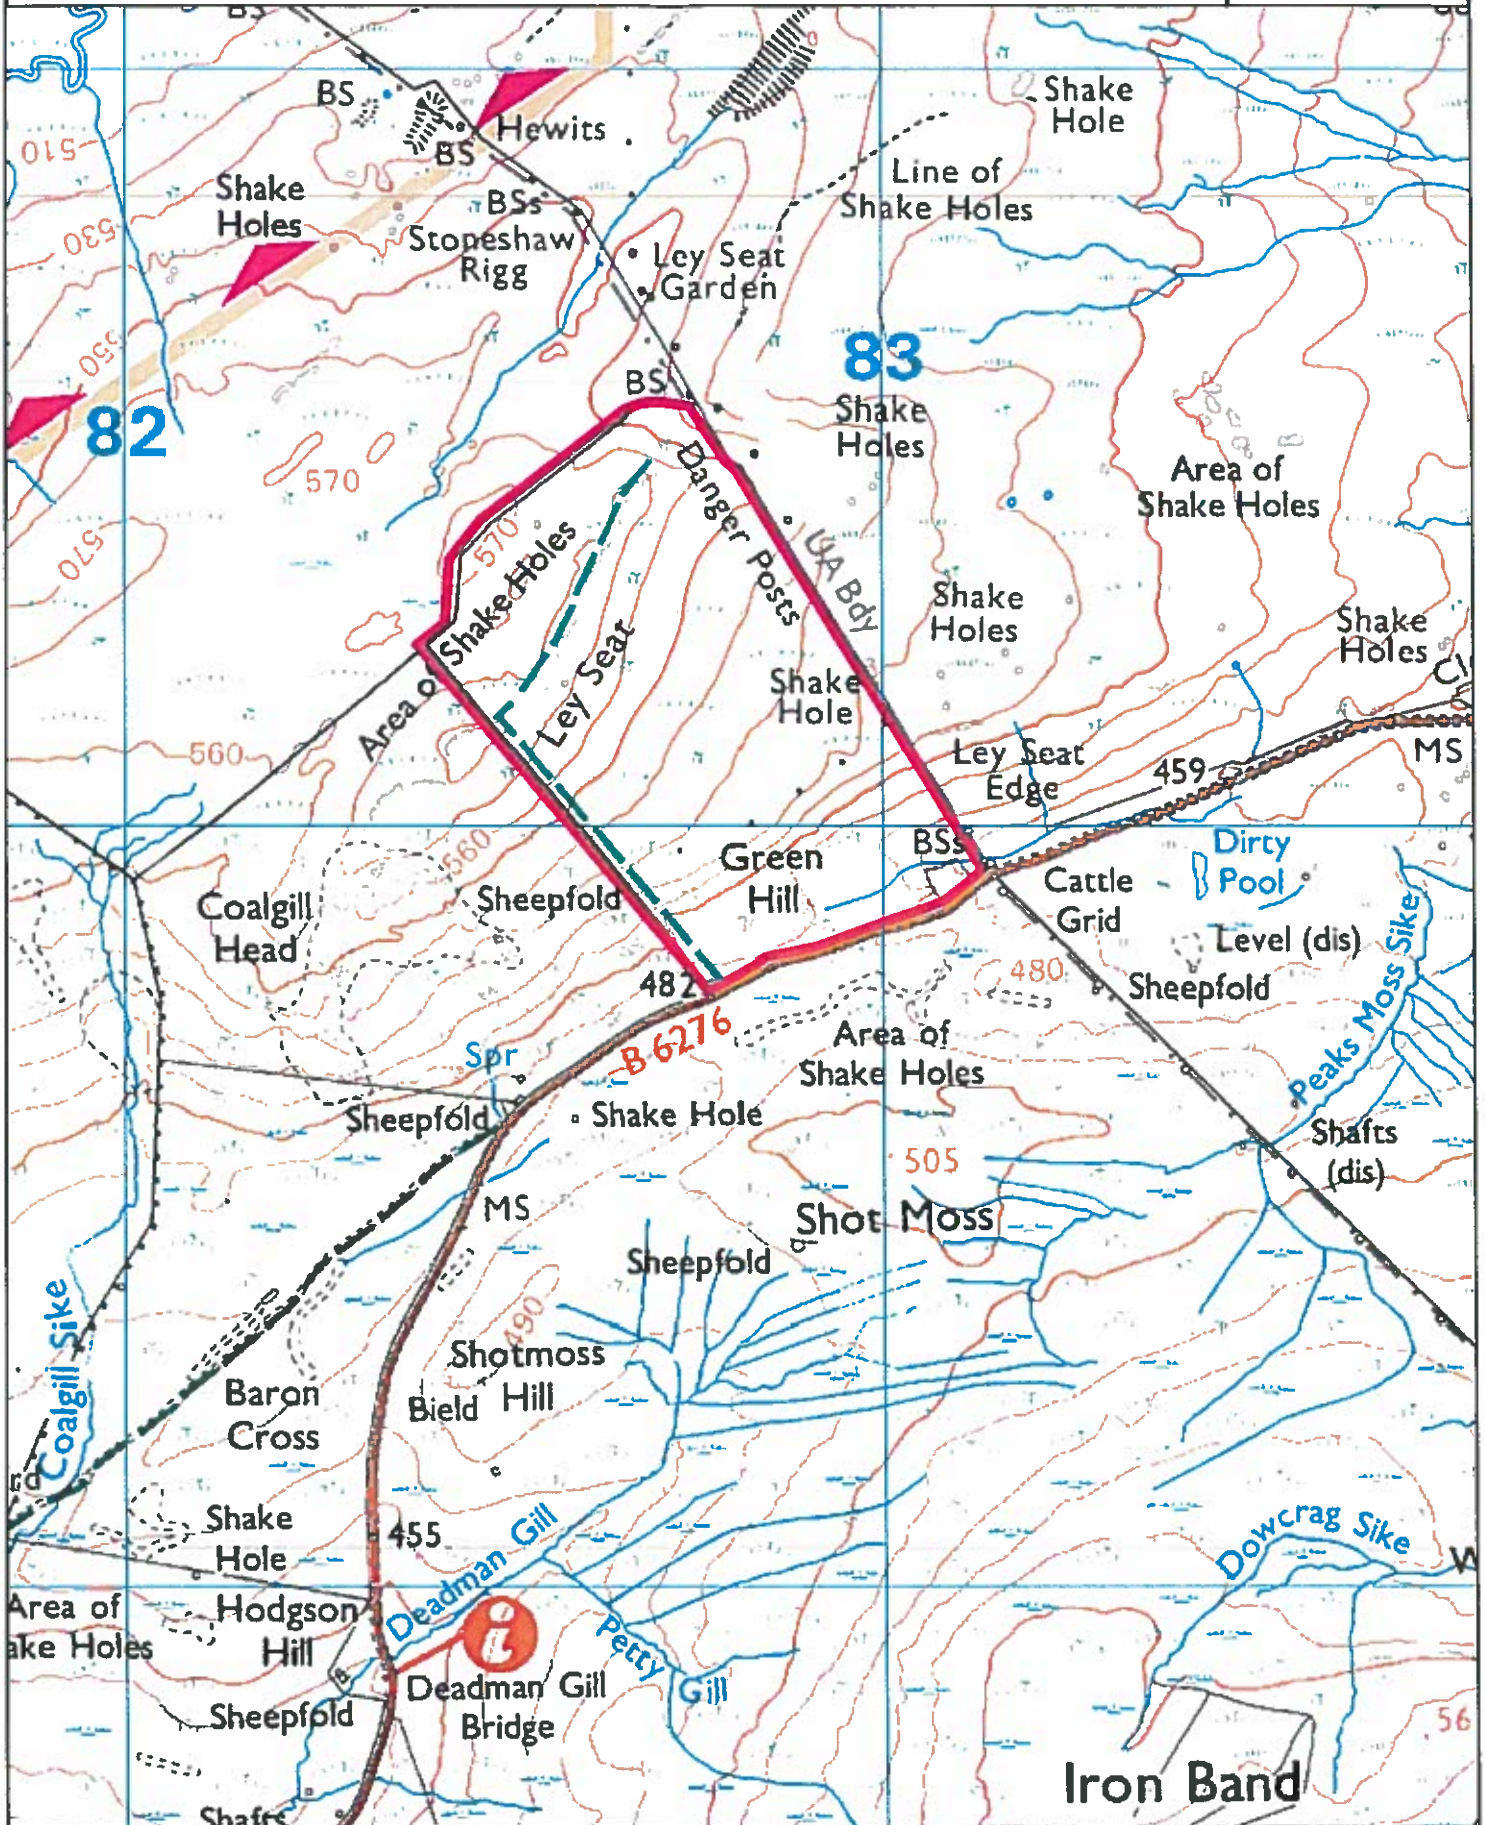 BS
BS
Hewits
BS
Shake
Hole
510
Shake
Holes
Line of
Shake Holes
BSs
Stoneshaw
Rigg
530
Ley Seat
Garden
550
83
BS
82
Shake
Holes
570
Danger Posts
Area of
Shake Holes
570
570
UA Bdy
Area of Shake Holes
Shake
Holes
Shake
Holes
Ley Seat
Shake
Hole
560
Ley Seat
Edge
459
MS
560
BSs
Dirty
Pool
Green
Hill
Cattle
Grid
Sheepfold
Coalgill
Head
Level (dis)
Sheepfold
480
482
B 6276
Area of
Shake Holes
Peaks Moss Sike
Spr
Sheepfold
Shake Hole
Shafts
(dis)
505
MS
Shot Moss
Sheepfold
Coalgill Sike
490
Shotmoss
Hill
Bield
Baron
Cross
rd
Shake
Hole
455
Deadman Gill
Dowcrag Sike
W
Area of
ake Holes
Hodgson
Hill
i
Petty
Gill
Deadman Gill
Bridge
Sheepfold
56
Iron Band
Shafts